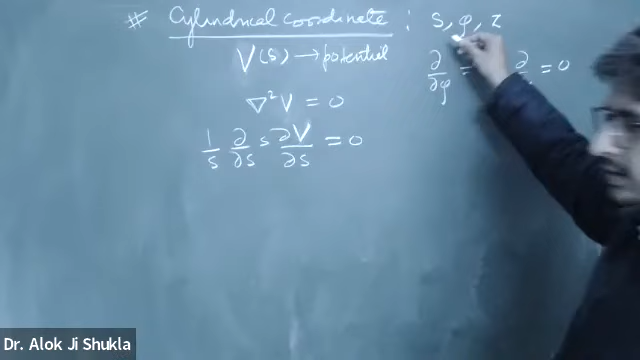 # Cylindrical coordinate : s, φ, z
V(s) → potential
∂/∂φ = ∂/∂ = 0
∇²V = 0
1/s ∂/∂s s ∂V/∂s = 0
Dr. Alok Ji Shukla